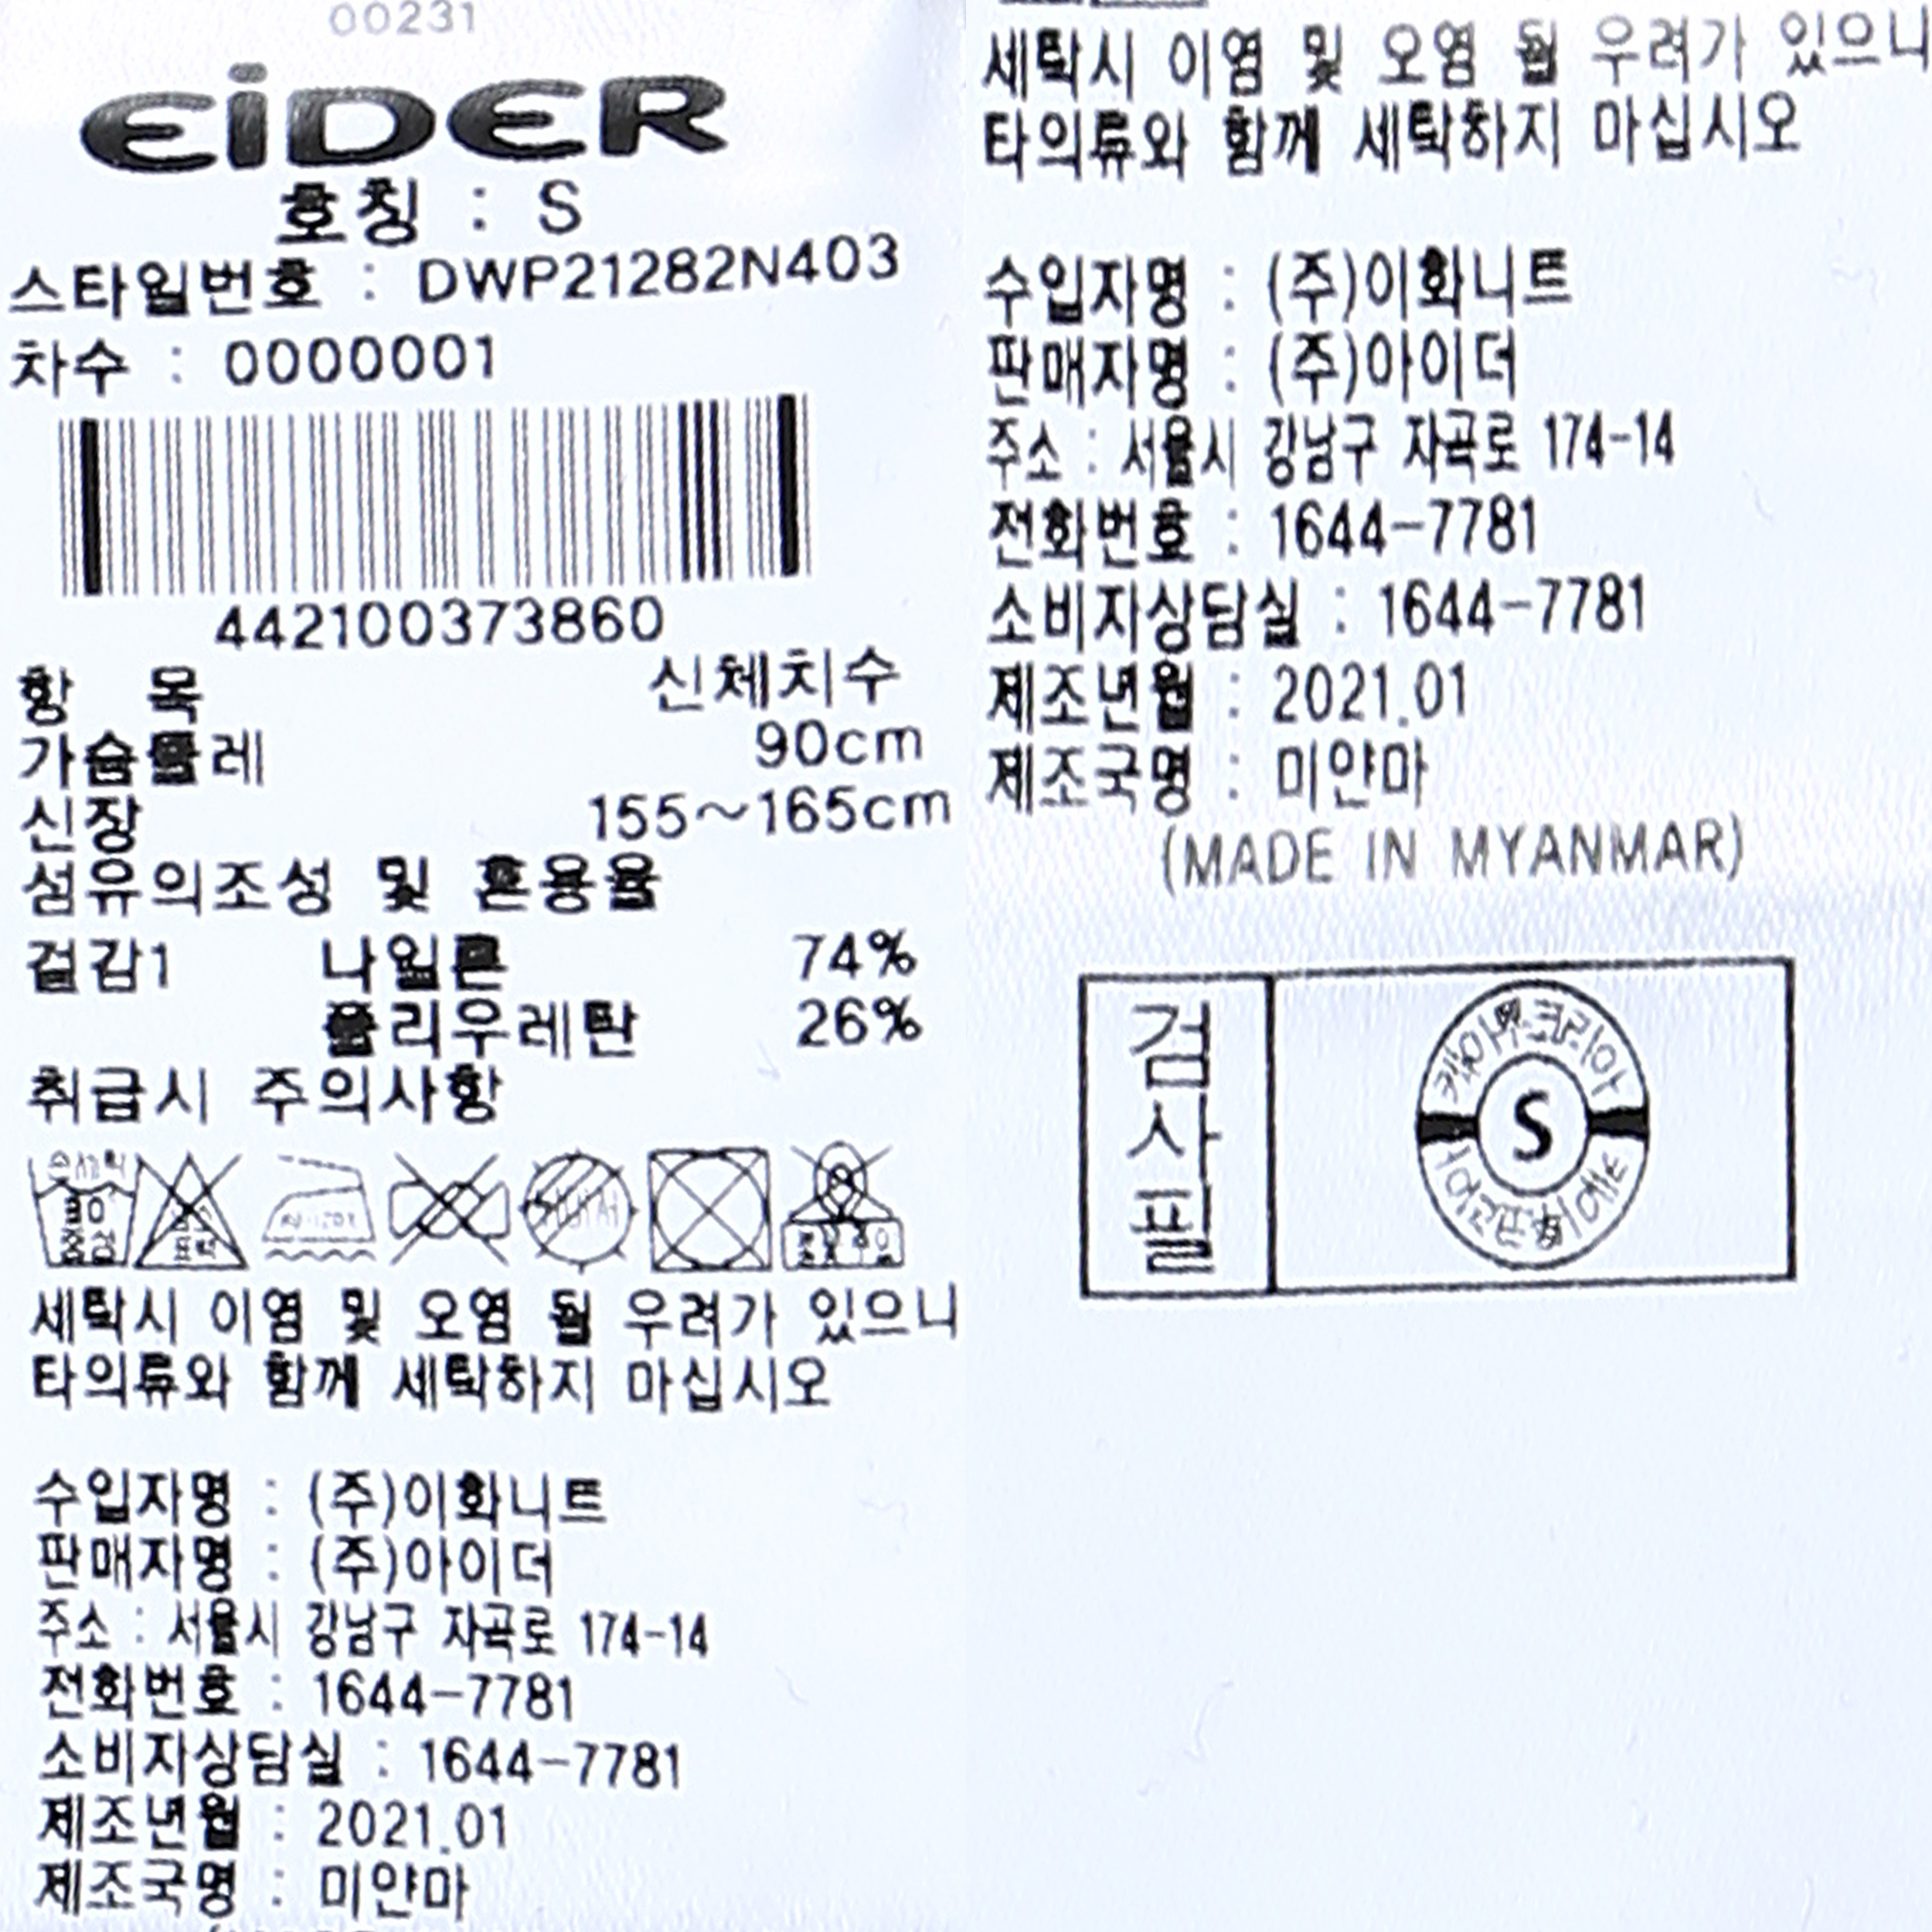 00231
EiDER
호칭 : S
스타일번호 : DWP21282N403
차수 : 0000001
442100373860
항 목 신체치수
가슴둘레 90cm
신장 155~165cm
섬유의조성 및 혼용율
겉감1 나일론 74%
폴리우레탄 26%
취급시 주의사항
손세탁
중성
염소
표백
세탁시 이염 및 오염 될 우려가 있으니
타의류와 함께 세탁하지 마십시오
수입자명 : (주)이화니트
판매자명 : (주)아이더
주소 : 서울시 강남구 자곡로 174-14
전화번호 : 1644-7781
소비자상담실 : 1644-7781
제조년월 : 2021.01
제조국명 : 미얀마
세탁시 이염 및 오염 될 우려가 있으니
타의류와 함께 세탁하지 마십시오
수입자명 : (주)이화니트
판매자명 : (주)아이더
주소 : 서울시 강남구 자곡로 174-14
전화번호 : 1644-7781
소비자상담실 : 1644-7781
제조년월 : 2021.01
제조국명 : 미얀마
(MADE IN MYANMAR)
검사필
S